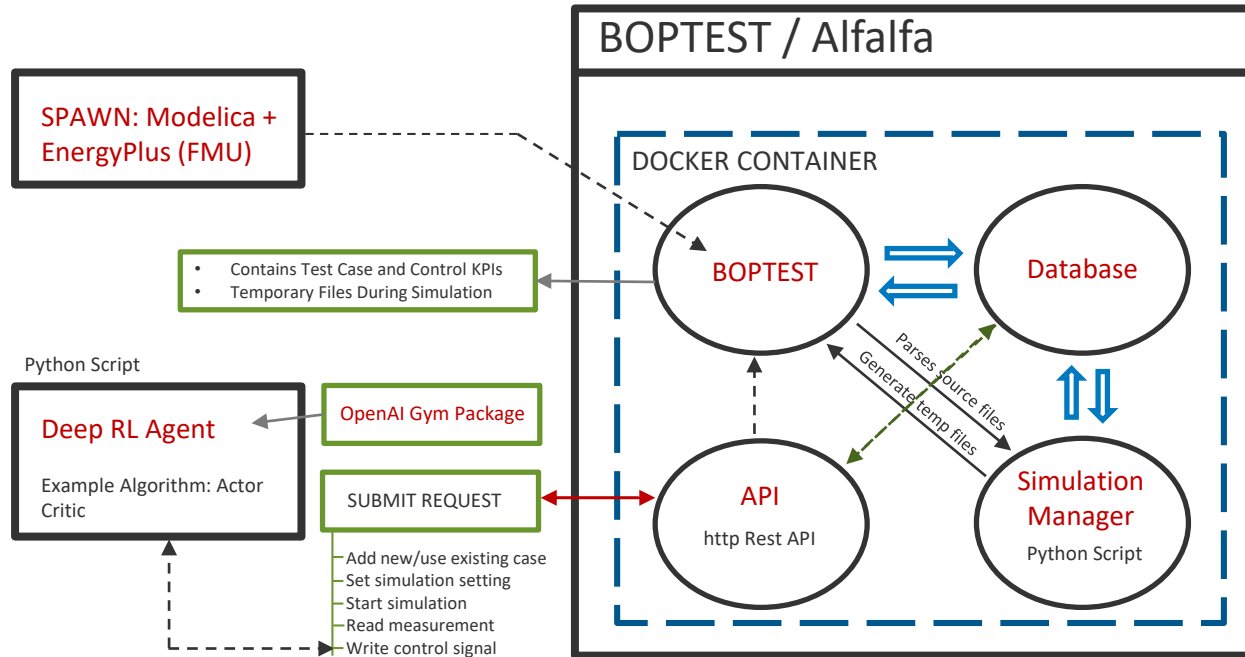 BOPTEST / Alfalfa
SPAWN: Modelica +
EnergyPlus (FMU)
DOCKER CONTAINER
BOPTEST
Database
• Contains Test Case and Control KPIs
• Temporary Files During Simulation
Parses source files
Generate temp files
Python Script
Deep RL Agent
Example Algorithm: Actor
Critic
OpenAI Gym Package
SUBMIT REQUEST
Add new/use existing case
Set simulation setting
Start simulation
Read measurement
Write control signal
API
http Rest API
Simulation
Manager
Python Script